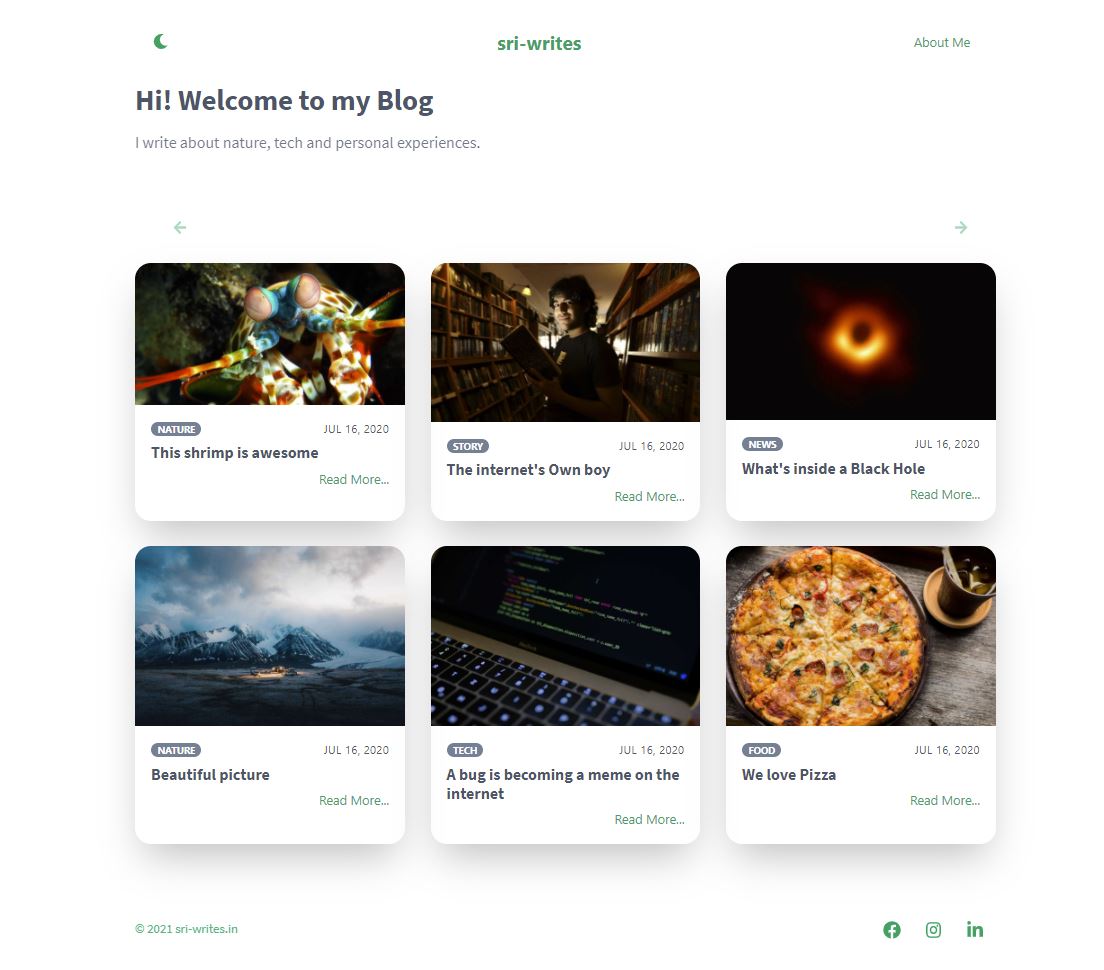 sri-writes
About Me
Hi! Welcome to my Blog
I write about nature, tech and personal experiences.
NATURE
JUL 16, 2020
This shrimp is awesome
Read More...
STORY
JUL 16, 2020
The internet's Own boy
Read More...
NEWS
JUL 16, 2020
What's inside a Black Hole
Read More...
NATURE
JUL 16, 2020
Beautiful picture
Read More...
TECH
JUL 16, 2020
A bug is becoming a meme on the
internet
Read More...
FOOD
JUL 16, 2020
We love Pizza
Read More...
© 2021 sri-writes.in